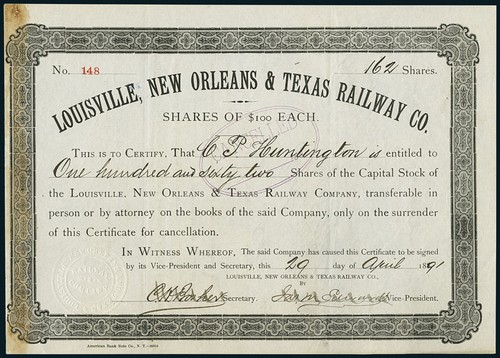 No. 148 162 Shares.
LOUISVILLE, NEW ORLEANS & TEXAS RAILWAY CO.
SHARES OF $100 EACH.
THIS IS TO CERTIFY, That C. P. Huntington is entitled to
One hundred and sixty two Shares of the Capital Stock of
the LOUISVILLE, NEW ORLEANS & TEXAS RAILWAY COMPANY, transferable in
person or by attorney on the books of the said Company, only on the surrender
of this Certificate for cancellation.
IN WITNESS WHEREOF, The said Company has caused this Certificate to be signed
by its Vice-President and Secretary, this 29 day of April 1891
LOUISVILLE, NEW ORLEANS & TEXAS RAILWAY CO.,
BY
Secretary. Vice-President.
American Bank Note Co., N. Y.